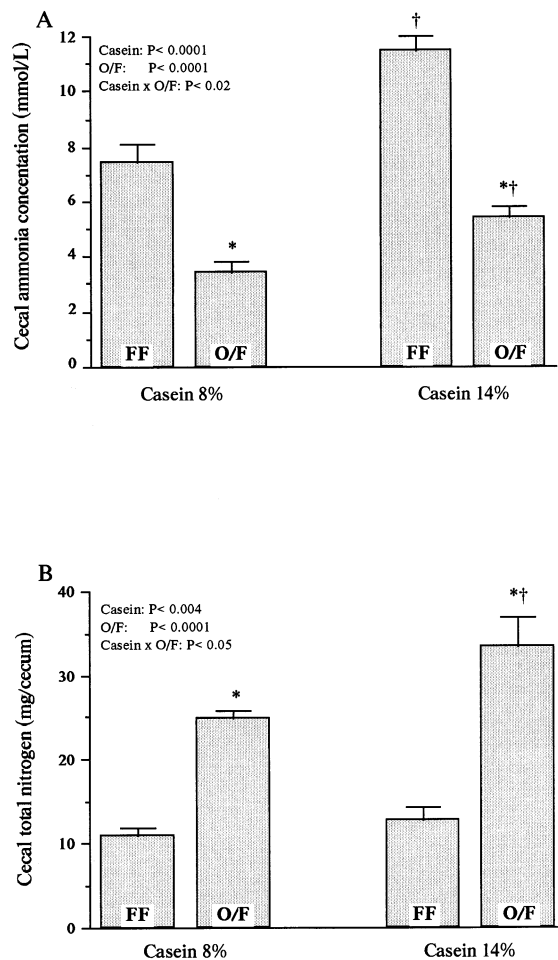 A
Cecal ammonia concentration (mmol/L)
12
10
8
6
4
2
0
Casein: P< 0.0001
O/F: P< 0.0001
Casein x O/F: P< 0.02
†
*
*†
FF
O/F
FF
O/F
Casein 8%
Casein 14%
B
Cecal total nitrogen (mg/cecum)
40
30
20
10
0
Casein: P< 0.004
O/F: P< 0.0001
Casein x O/F: P< 0.05
*
*†
FF
O/F
FF
O/F
Casein 8%
Casein 14%